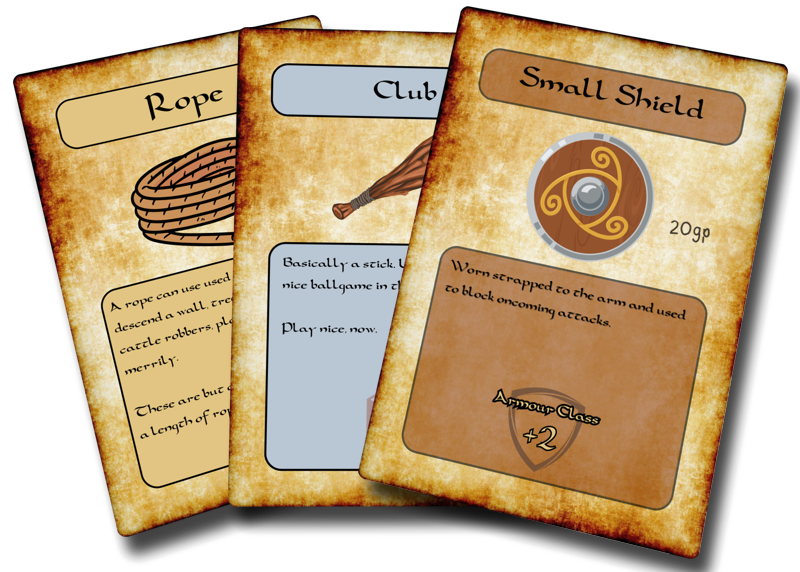 Rope
A rope can use used
descend a wall, tree
cattle robbers, pl
merrily.
These are but a
a length of rop
Club
Basically a stick.
nice ballgame in th
Play nice, now.
Small Shield
20gp
Worn strapped to the arm and used
to block oncoming attacks.
Armour Class
+2